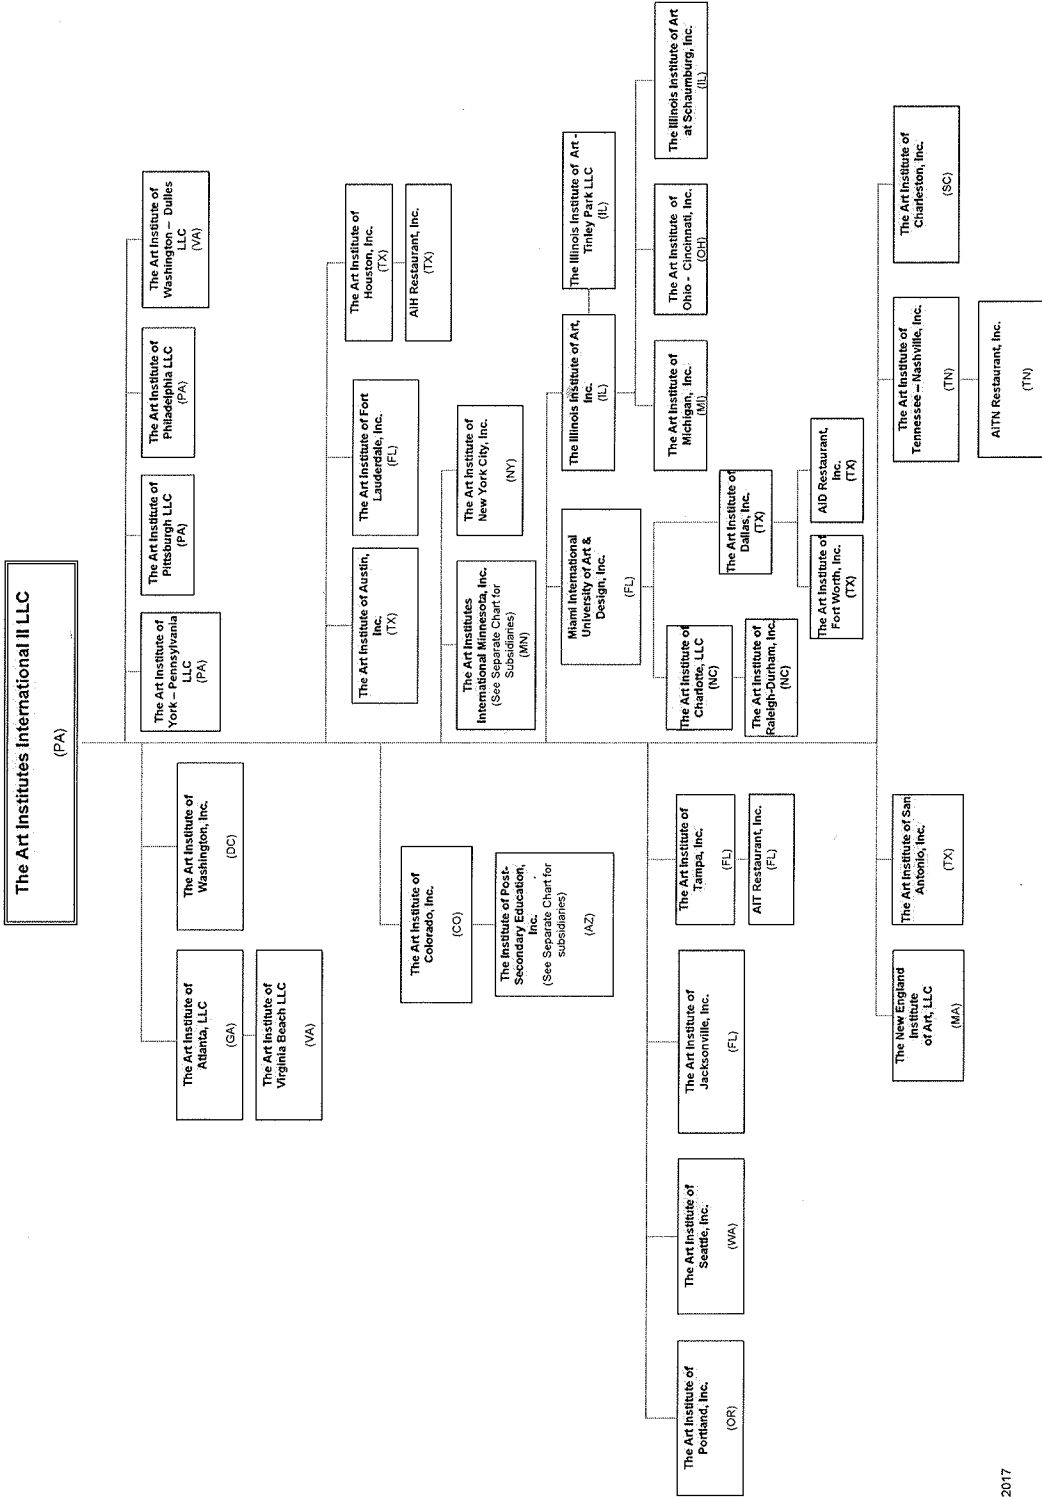 The Art Institutes International II LLC
(PA)
The Art Institute of
Atlanta, LLC
(GA)
The Art Institute of
Virginia Beach LLC
(VA)
The Art Institute of
Washington, Inc.
(DC)
The Art Institute of
York – Pennsylvania
LLC
(PA)
The Art Institute of
Pittsburgh LLC
(PA)
The Art Institute of
Philadelphia LLC
(PA)
The Art Institute of
Washington – Dulles
LLC
(VA)
The Art Institute of Austin,
Inc.
(TX)
The Art Institute of Fort
Lauderdale, Inc.
(FL)
The Art Institute of
Houston, Inc.
(TX)
AIH Restaurant, Inc.
(TX)
The Art Institute of
Colorado, Inc.
(CO)
The Institute of Post-
Secondary Education,
Inc.
(See Separate Chart for
subsidiaries)
(AZ)
The Art Institutes
International Minnesota, Inc.
(See Separate Chart for
Subsidiaries)
(MN)
The Art Institute of
New York City, Inc.
(NY)
Miami International
University of Art &
Design, Inc.
(FL)
The Illinois Institute of Art,
Inc.
(IL)
The Illinois Institute of Art -
Tinley Park LLC
(IL)
The Art Institute of
Michigan, Inc.
(MI)
The Art Institute of
Ohio - Cincinnati, Inc.
(OH)
The Illinois Institute of Art
at Schaumburg, Inc.
(IL)
The Art Institute of
Charlotte, LLC
(NC)
The Art Institute of
Raleigh-Durham, Inc.
(NC)
The Art Institute of
Dallas, Inc.
(TX)
The Art Institute of
Fort Worth, Inc.
(TX)
AID Restaurant,
Inc.
(TX)
The Art Institute of
Portland, Inc.
(OR)
The Art Institute of
Seattle, Inc.
(WA)
The Art Institute of
Jacksonville, Inc.
(FL)
The Art Institute of
Tampa, Inc.
(FL)
AIT Restaurant, Inc.
(FL)
The New England
Institute
of Art, LLC
(MA)
The Art Institute of San
Antonio, Inc.
(TX)
The Art Institute of
Tennessee – Nashville, Inc.
(TN)
AITN Restaurant, Inc.
(TN)
The Art Institute of
Charleston, Inc.
(SC)
2017